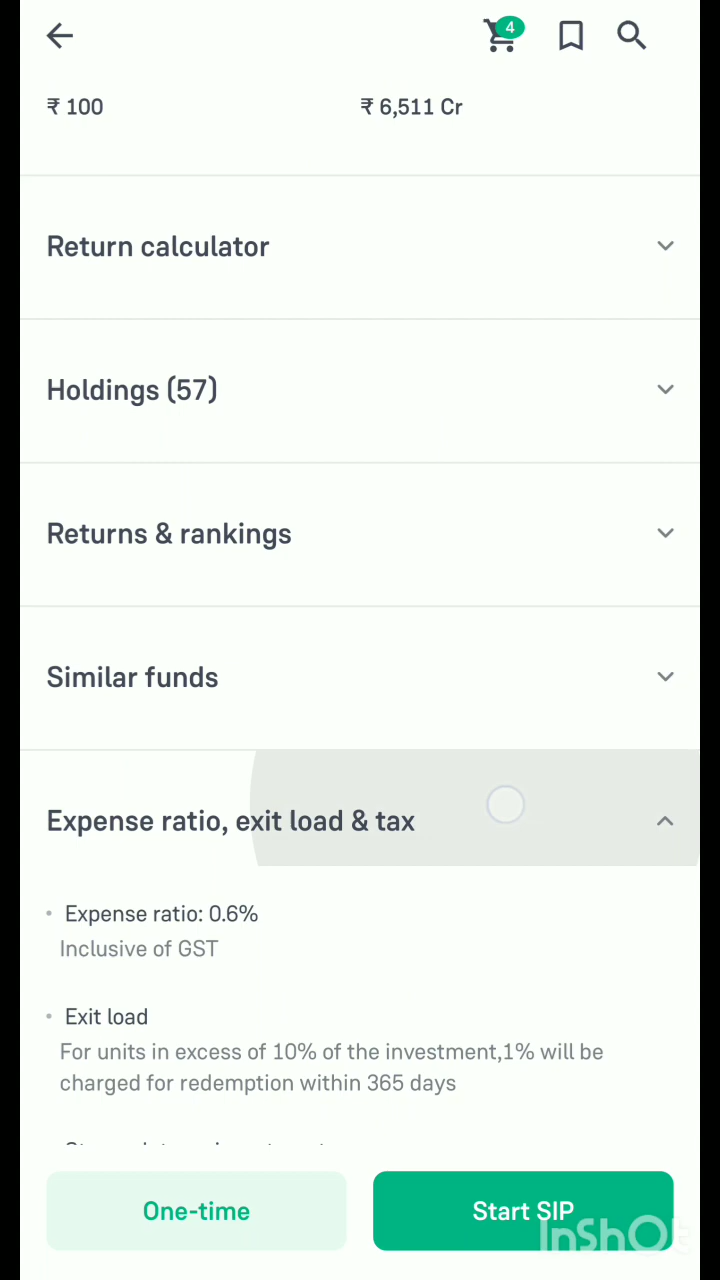 4
₹ 100 ₹ 6,511 Cr
Return calculator
Holdings (57)
Returns & rankings
Similar funds
Expense ratio, exit load & tax
• Expense ratio: 0.6%
Inclusive of GST
• Exit load
For units in excess of 10% of the investment,1% will be
charged for redemption within 365 days
One-time Start SIP
InShOt